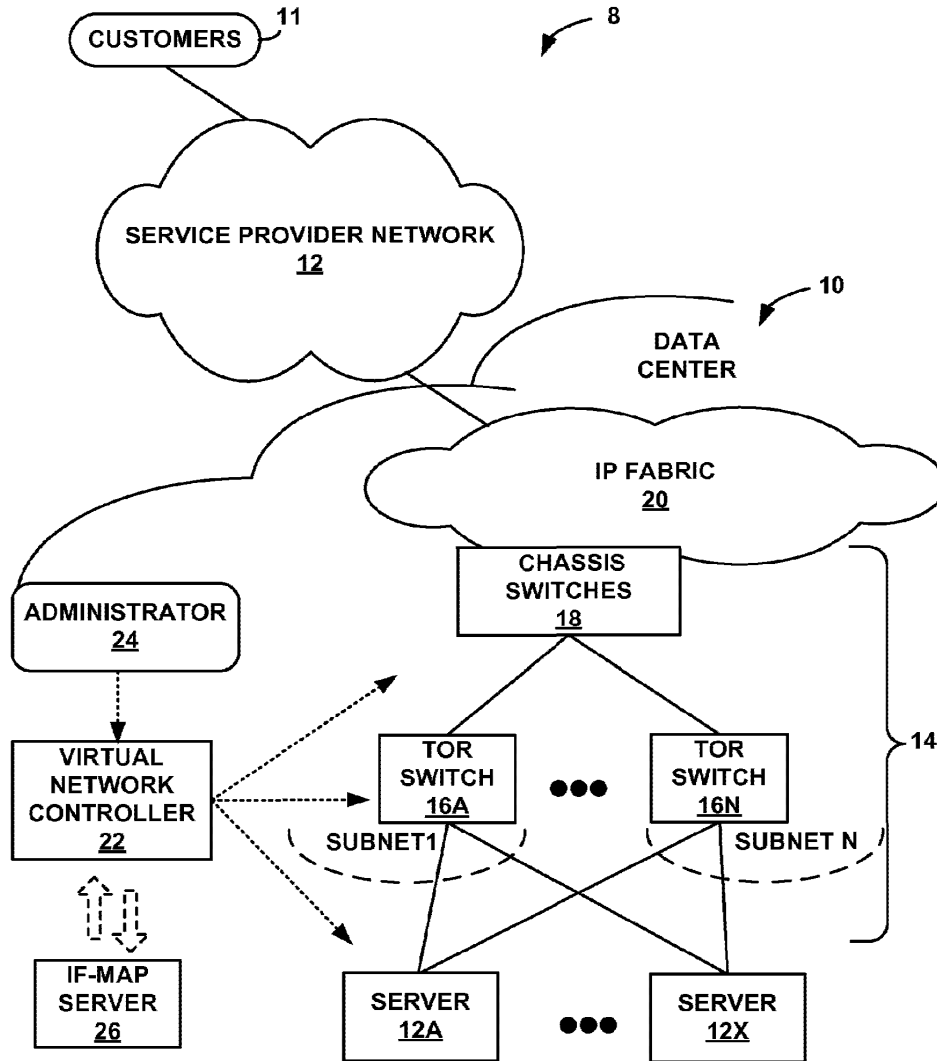 CUSTOMERS
11
8
SERVICE PROVIDER NETWORK
12
10
DATA
CENTER
IP FABRIC
20
CHASSIS
SWITCHES
18
ADMINISTRATOR
24
14
VIRTUAL
NETWORK
CONTROLLER
22
TOR
SWITCH
16A
TOR
SWITCH
16N
SUBNET1
SUBNET N
IF-MAP
SERVER
26
SERVER
12A
SERVER
12X